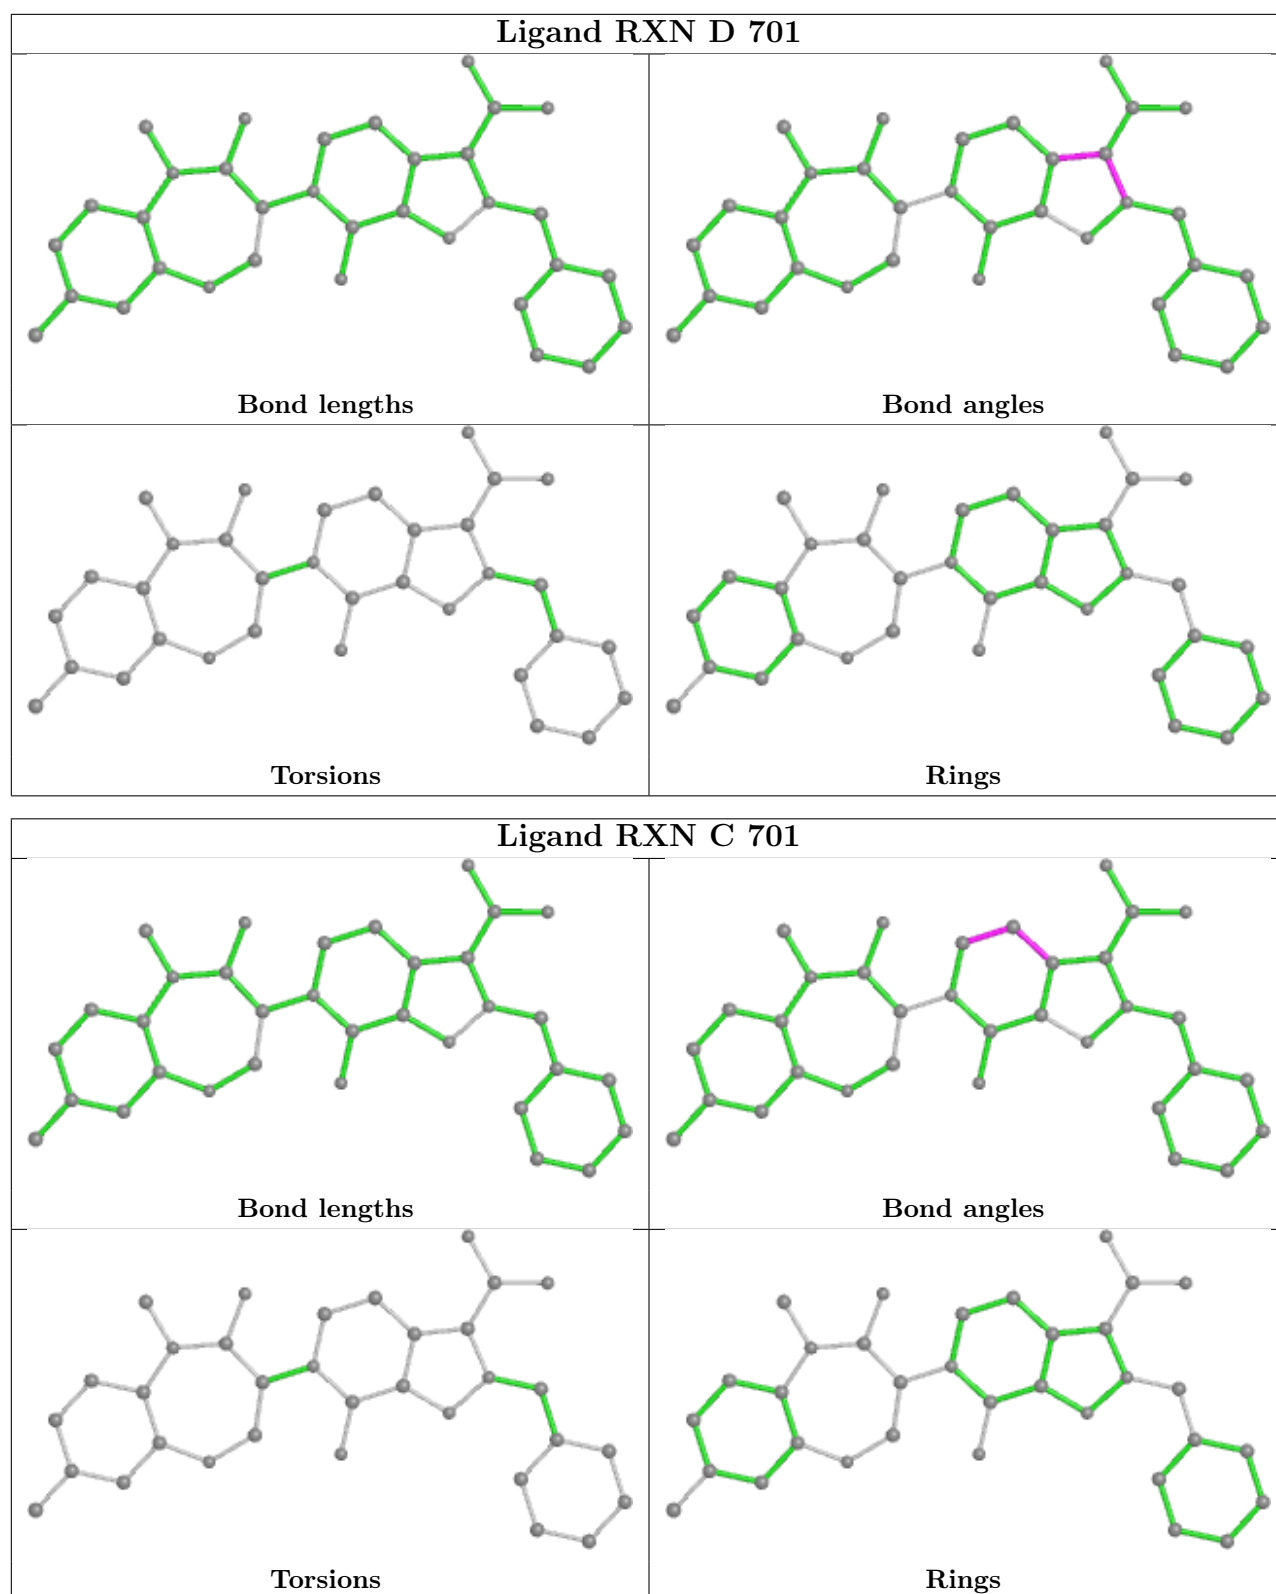 Ligand RXN D 701
Bond lengths
Bond angles
Torsions
Rings
Ligand RXN C 701
Bond lengths
Bond angles
Torsions
Rings